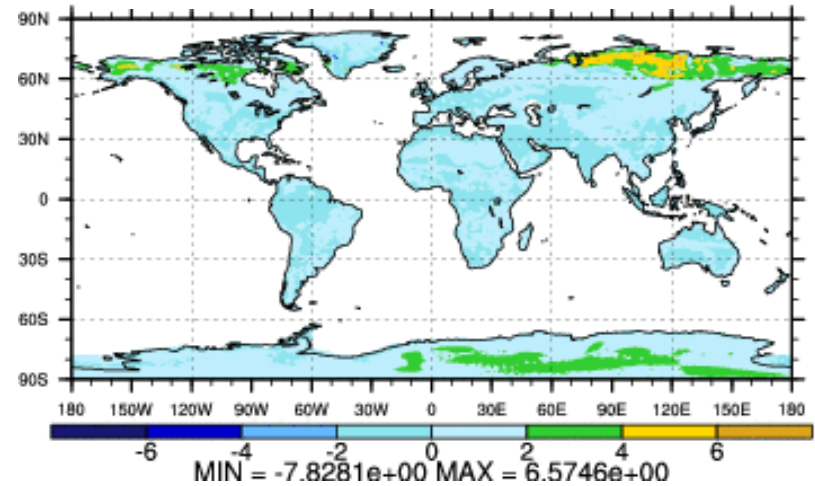 90N
60N
30N
0
30S
60S
90S
180 150W 120W 90W 60W 30W 0 30E 60E 90E 120E 150E 180
-6 -4 -2 0 2 4 6
MIN = -7.8281e+00 MAX = 6.5746e+00